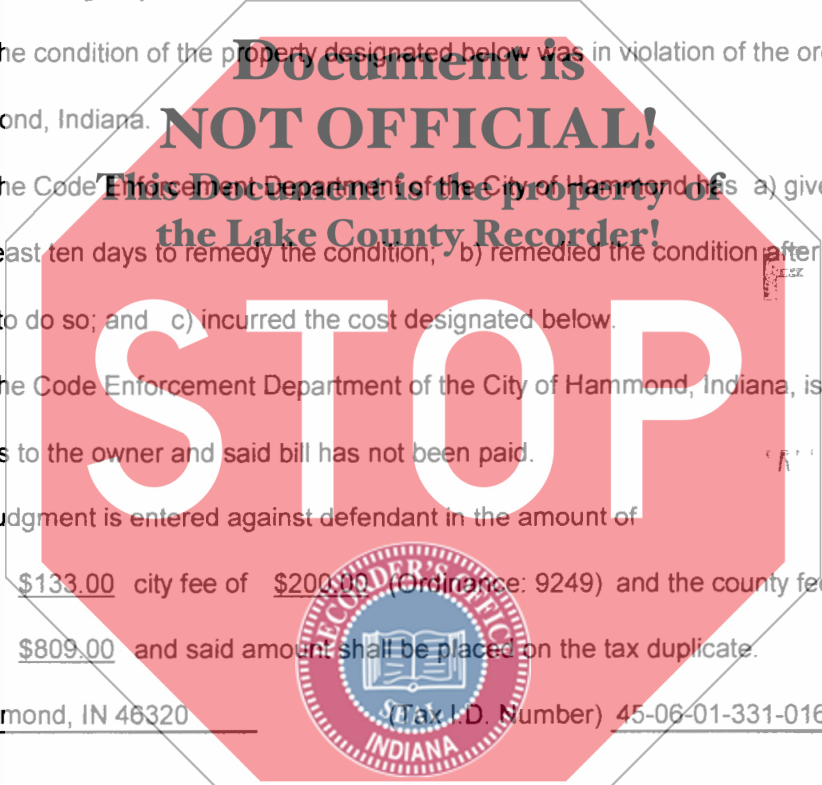 he condition of the property designated below was in violation of the or
Document is
ond, Indiana.
NOT OFFICIAL!
he Code Enforcement Department of the City of Hammond has a) give
This Document is the property of
the Lake County Recorder!
east ten days to remedy the condition; b) remedied the condition after
to do so; and c) incurred the cost designated below.
STOP
he Code Enforcement Department of the City of Hammond, Indiana, is
s to the owner and said bill has not been paid.
udgment is entered against defendant in the amount of
$133.00 city fee of $200.00 (Ordinance: 9249) and the county fe
$809.00 and said amount shall be placed on the tax duplicate.
mond, IN 46320 (Tax I.D. Number) 45-06-01-331-016
RECORDER'S OFFICE
SEAL
INDIANA